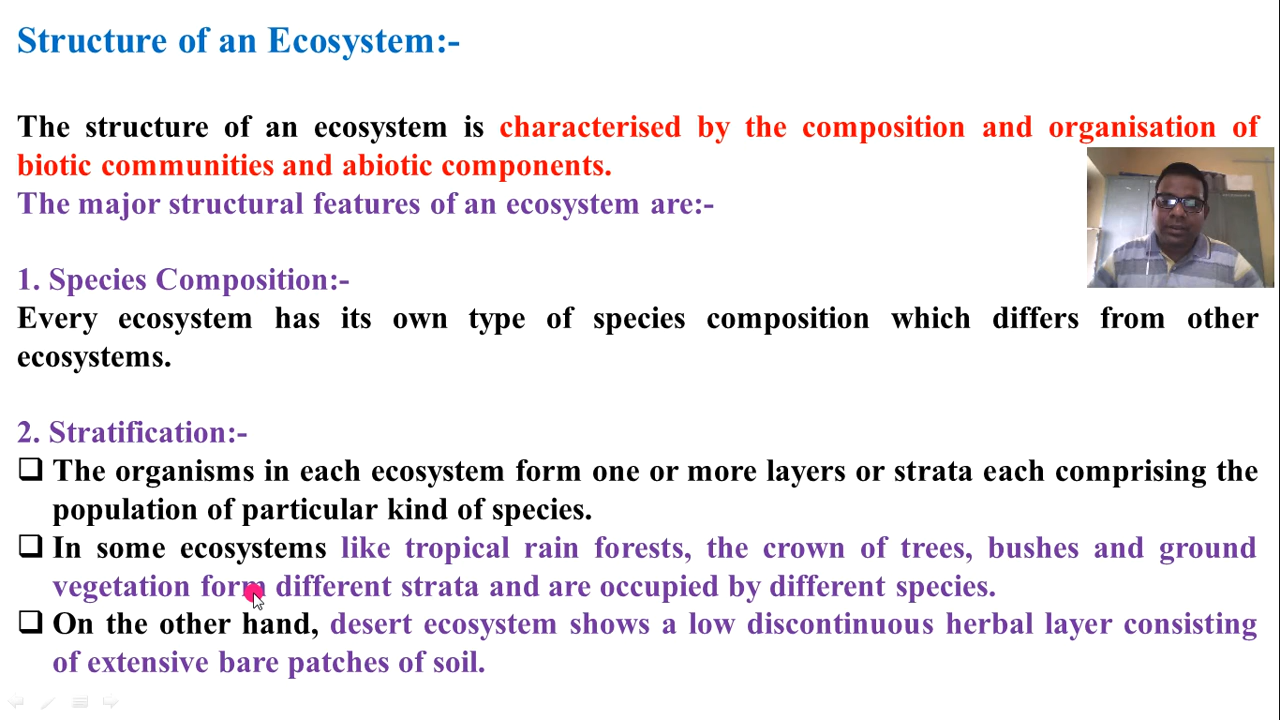 Structure of an Ecosystem:-
The structure of an ecosystem is characterised by the composition and organisation of
biotic communities and abiotic components.
The major structural features of an ecosystem are:-
1. Species Composition:-
Every ecosystem has its own type of species composition which differs from other
ecosystems.
2. Stratification:-
The organisms in each ecosystem form one or more layers or strata each comprising the
population of particular kind of species.
In some ecosystems like tropical rain forests, the crown of trees, bushes and ground
vegetation form different strata and are occupied by different species.
On the other hand, desert ecosystem shows a low discontinuous herbal layer consisting
of extensive bare patches of soil.